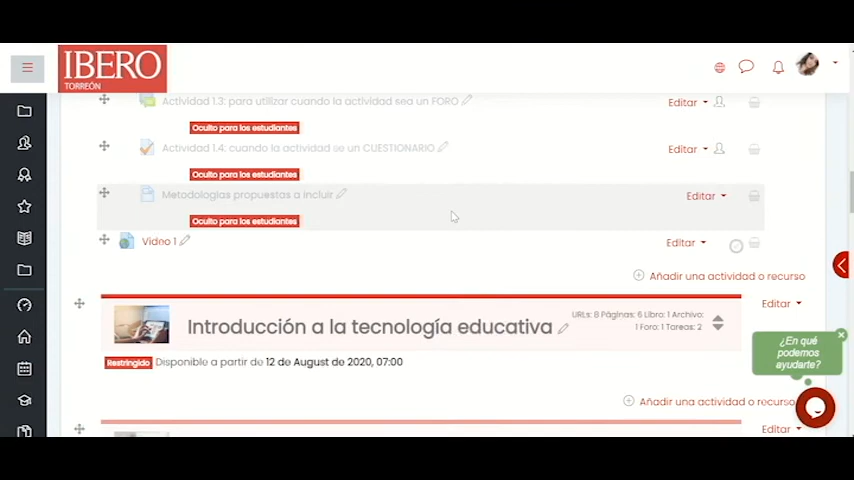 IBERO
TORREÓN
Actividad 1.3: para utilizar cuando la actividad sea un FORO
Editar
Oculto para los estudiantes
Actividad 1.4: cuando la actividad se un CUESTIONARIO
Editar
Oculto para los estudiantes
Metodologías propuestas a incluir
Editar
Oculto para los estudiantes
Video 1
Editar
Añadir una actividad o recurso
Editar
Introducción a la tecnología educativa
URLs: 8 Páginas: 6 Libro: 1 Archivo:
1 Foro: 1 Tareas: 2
Restringido Disponible a partir de 12 de August de 2020, 07:00
¿En qué
podemos
ayudarte?
Añadir una actividad o recurso
Editar